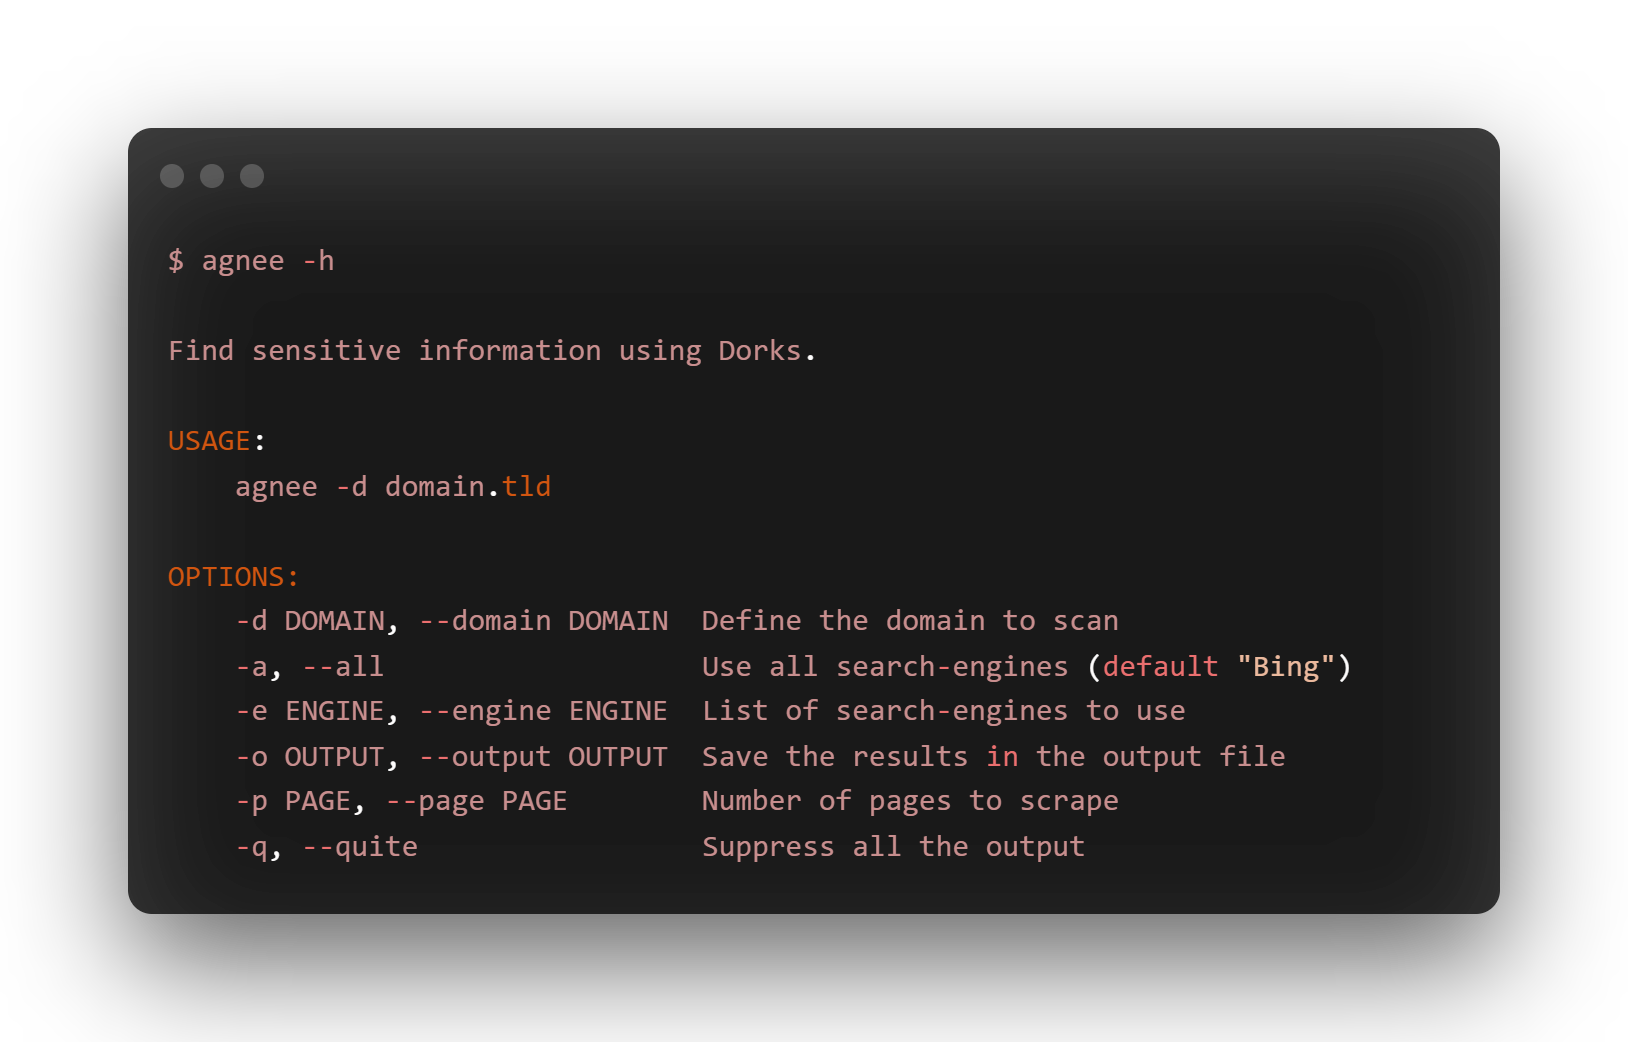 $ agnee -h
Find sensitive information using Dorks.
USAGE:
agnee -d domain.tld
OPTIONS:
-d DOMAIN, --domain DOMAIN  Define the domain to scan
-a, --all                   Use all search-engines (default "Bing")
-e ENGINE, --engine ENGINE  List of search-engines to use
-o OUTPUT, --output OUTPUT  Save the results in the output file
-p PAGE, --page PAGE        Number of pages to scrape
-q, --quite                 Suppress all the output